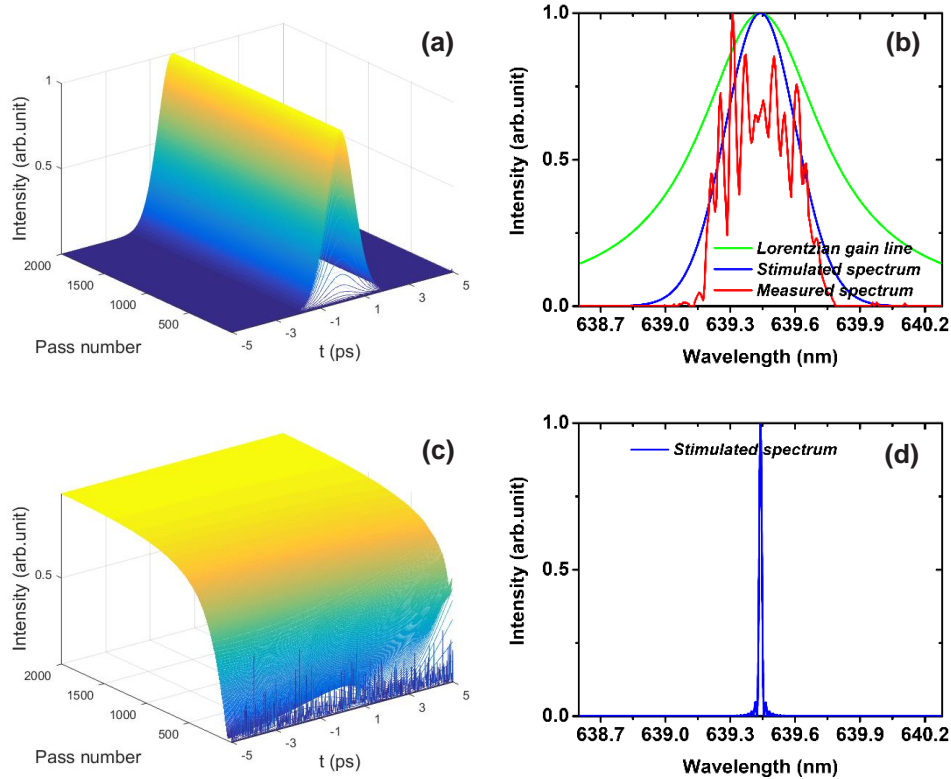 (a)
1
0.5
0
2000
1500
1000
500
-5
-3
-1
1
3
5
Intensity (arb.unit)
Pass number
t (ps)
(b)
1.0
0.5
0.0
Intensity (arb.unit)
Lorentzian gain line
Stimulated spectrum
Measured spectrum
638.7 639.0 639.3 639.6 639.9 640.2
Wavelength (nm)
(c)
0.5
0
2000
1500
1000
500
-5
-3
-1
1
3
5
Intensity (arb.unit)
Pass number
t (ps)
(d)
1.0
0.5
0.0
Intensity (arb.unit)
Stimulated spectrum
638.7 639.0 639.3 639.6 639.9 640.2
Wavelength (nm)